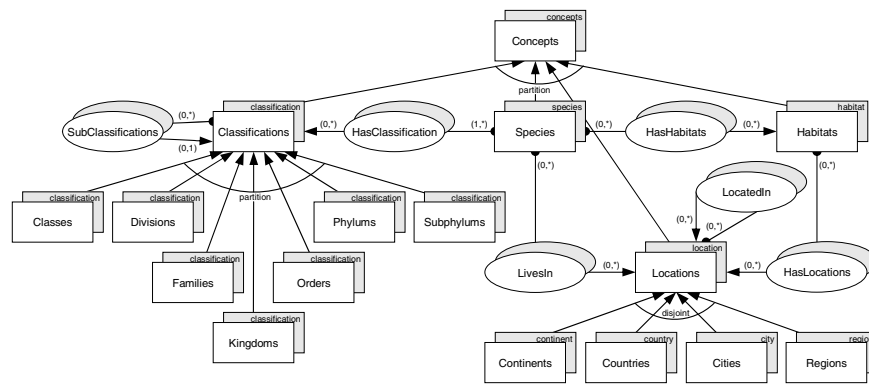 concepts
Concepts
partition
classification
species
habitat
SubClassifications
(0,*)
(0,1)
Classifications
(0,*)
HasClassification
(1,*)
Species
(0,*)
HasHabitats
(0,*)
Habitats
(0,*)
(0,*)
LocatedIn
(0,*)
(0,*)
partition
classification
Classes
classification
Divisions
classification
Phylums
classification
Subphylums
location
LivesIn
(0,*)
Locations
(0,*)
HasLocations
classification
Families
classification
Orders
disjoint
classification
Kingdoms
continent
Continents
country
Countries
city
Cities
regio
Regions